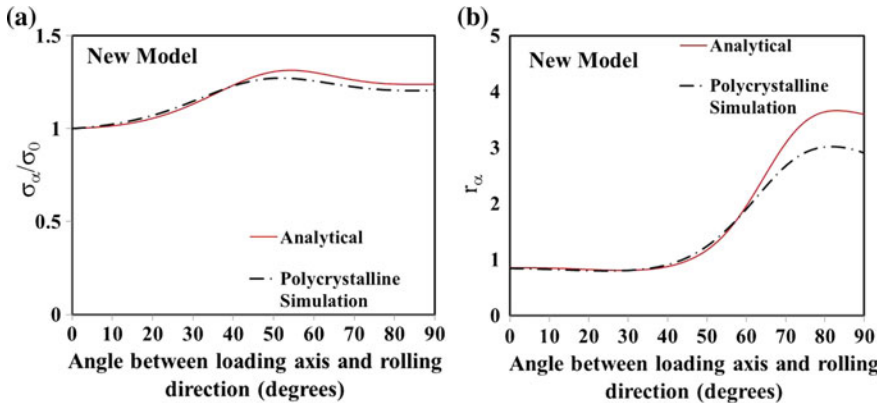 (a)
1.5
1
0.5
0
σα/σ0
New Model
Analytical
Polycrystalline
Simulation
0 10 20 30 40 50 60 70 80 90
Angle between loading axis and rolling
direction (degrees)
(b)
5
4
3
2
1
0
rα
New Model
Analytical
Polycrystalline
Simulation
0 10 20 30 40 50 60 70 80 90
Angle between loading axis and rolling
direction (degrees)